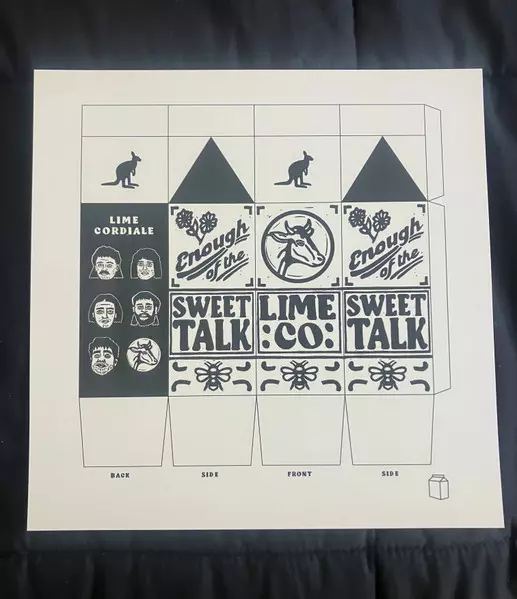 LIME
CORDIALE
Enough
of the
SWEET
TALK
LIME
:CO:
Enough
of the
SWEET
TALK
BACK
SIDE
FRONT
SIDE